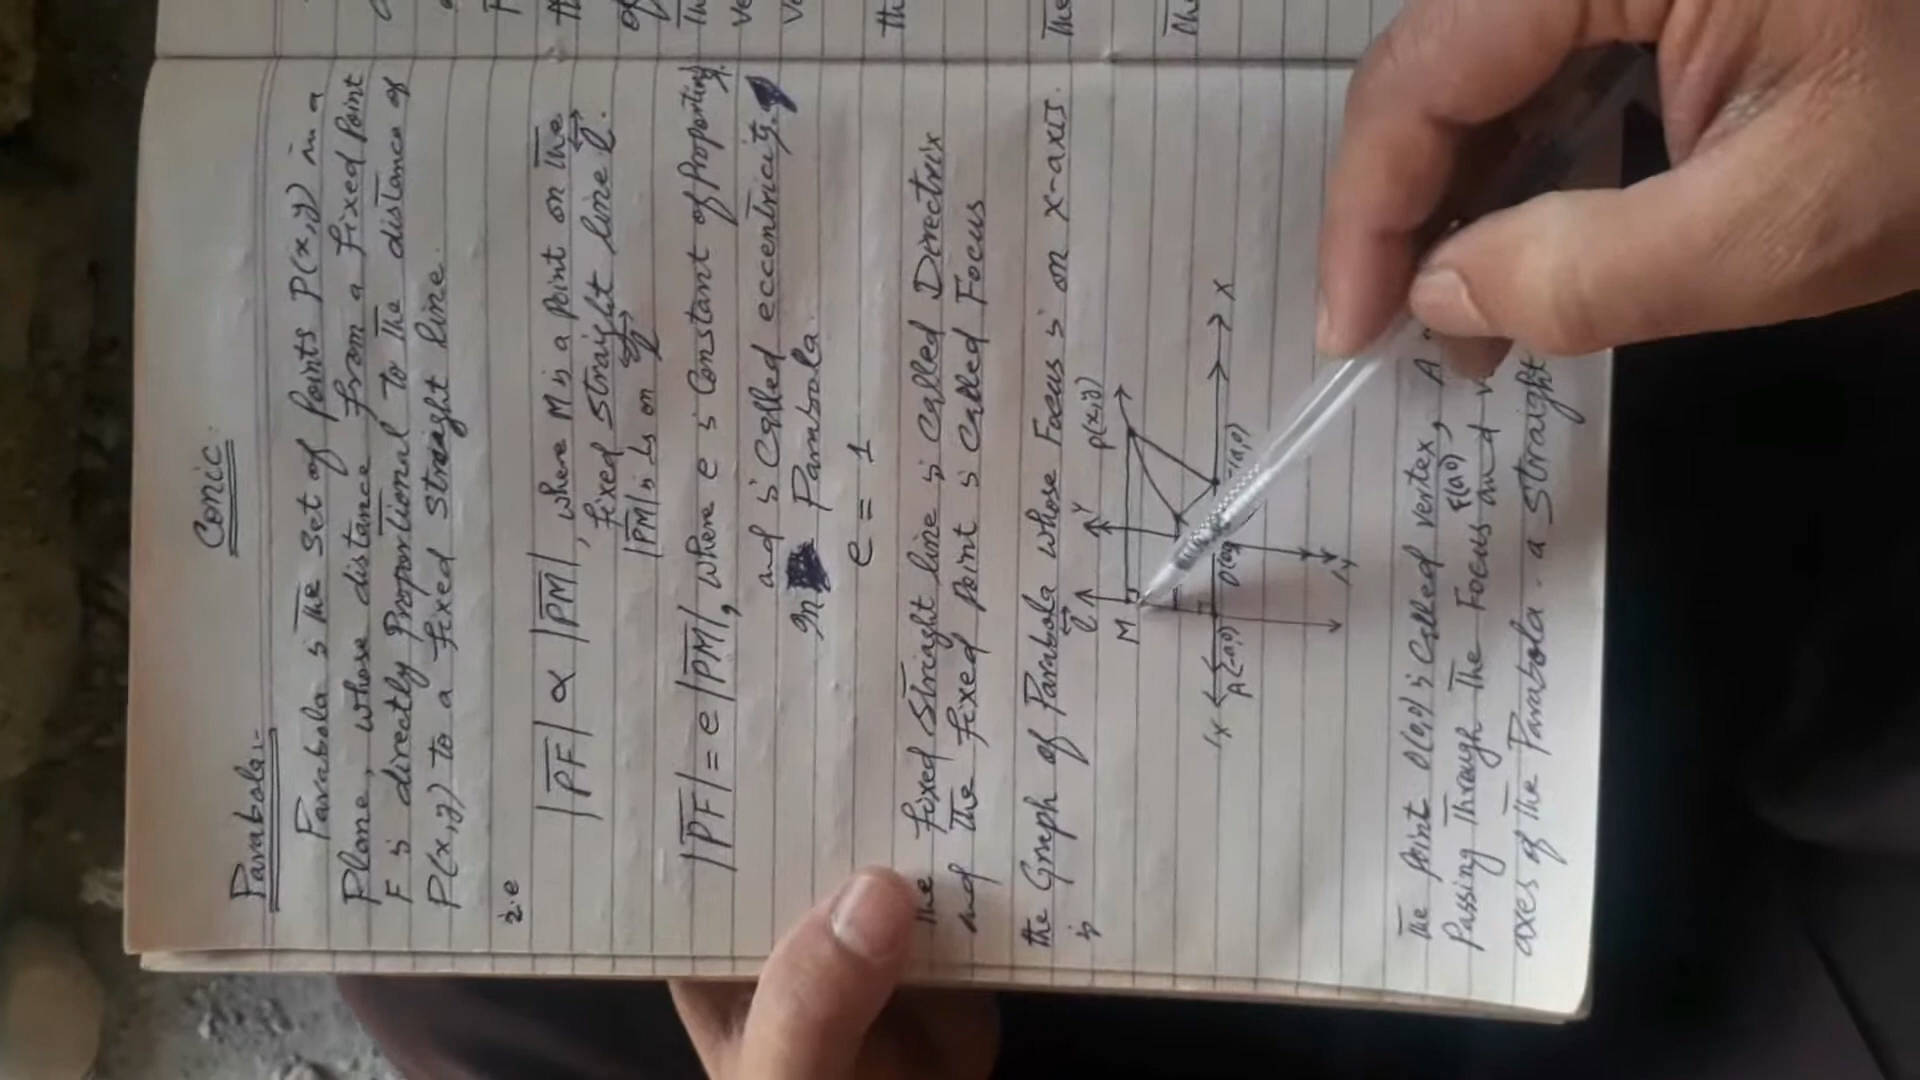 Conic
Parabola:-
Parabola is the set of Points P(x,y) in a
Plane, whose distance from a fixed Point
F is directly Proportional to the distance of
P(x,y) to a fixed straight line.
i.e
|PF| ∝ |PM|, where M is a Point on the
fixed straight line l.
|PM| is on
|PF| = e|PM|, where e is Constant of Proporting
and is Called eccentricity.
In Parabola.
e = 1
the fixed straight line is called Directrix
and the fixed point is Called Focus
the Graph of Parabola whose Focus is on x-axis.
is
l
Y
P(x,y)
M
X
A(-a,0)
The Point O(0,0) is Called vertex, A
Passing Through The Focus and
F(a,0)
axes of The Parabola. a straight